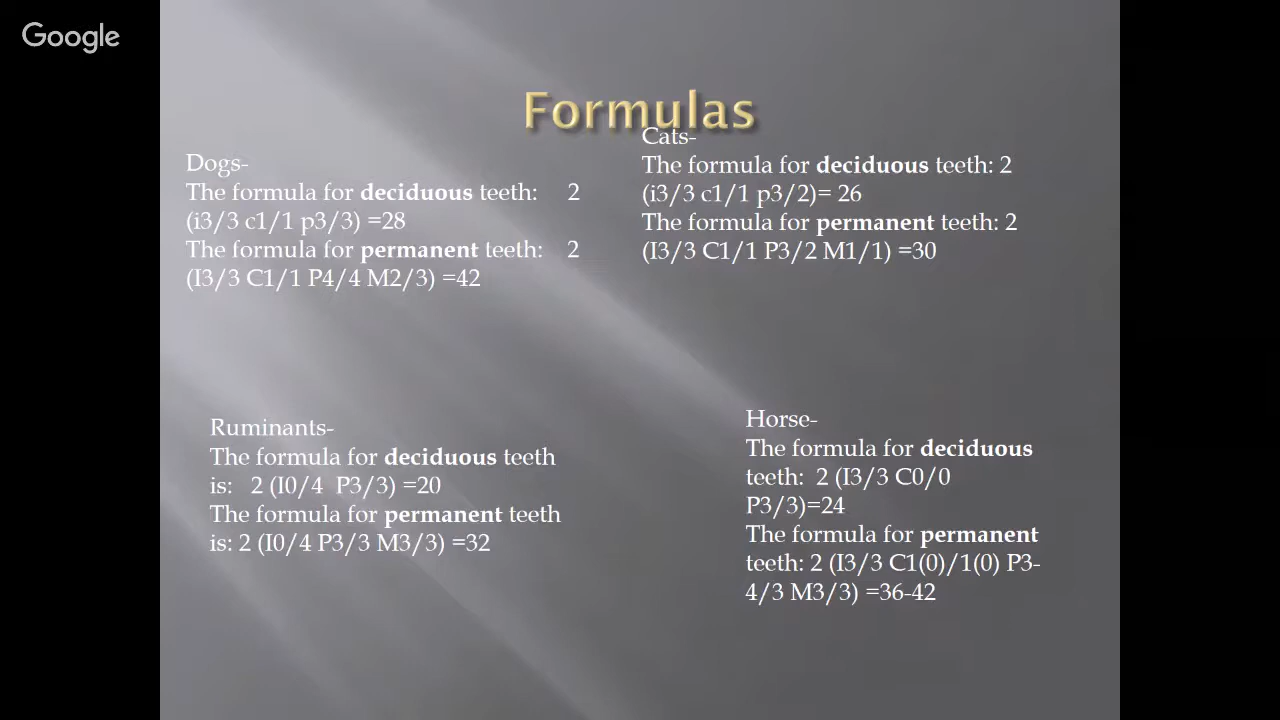 Google
Formulas
Dogs-
The formula for deciduous teeth: 2
(i3/3 c1/1 p3/3) =28
The formula for permanent teeth: 2
(I3/3 C1/1 P4/4 M2/3) =42
Cats-
The formula for deciduous teeth: 2
(i3/3 c1/1 p3/2)= 26
The formula for permanent teeth: 2
(I3/3 C1/1 P3/2 M1/1) =30
Ruminants-
The formula for deciduous teeth
is: 2 (I0/4 P3/3) =20
The formula for permanent teeth
is: 2 (I0/4 P3/3 M3/3) =32
Horse-
The formula for deciduous
teeth: 2 (I3/3 C0/0
P3/3)=24
The formula for permanent
teeth: 2 (I3/3 C1(0)/1(0) P3-
4/3 M3/3) =36-42